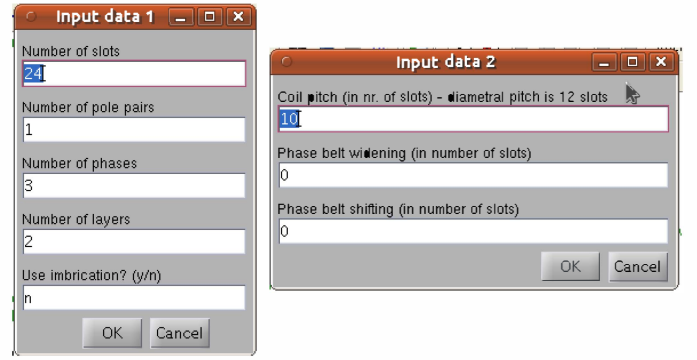 Input data 1
Number of slots
24
Number of pole pairs
1
Number of phases
3
Number of layers
2
Use imbrication? (y/n)
n
OK Cancel
Input data 2
Coil pitch (in nr. of slots) - diametral pitch is 12 slots
10
Phase belt widening (in number of slots)
0
Phase belt shifting (in number of slots)
0
OK Cancel